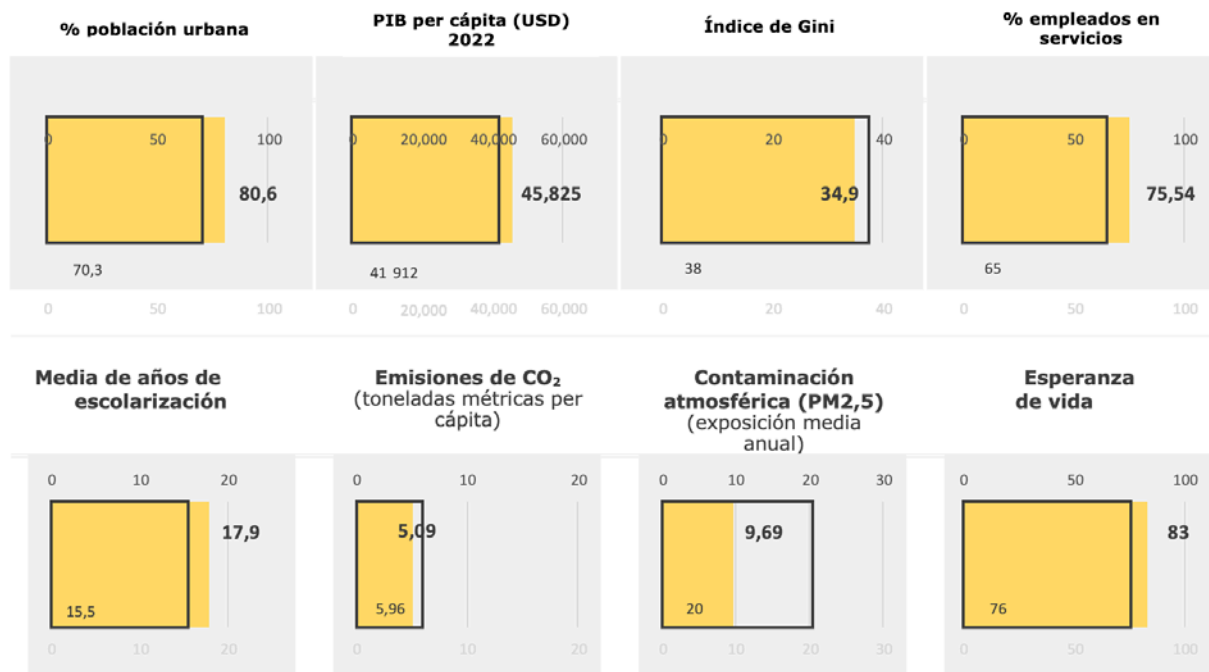 % población urbana
PIB per cápita (USD)
2022
Índice de Gini
% empleados en
servicios
0 50 100
0 20,000 40,000 60,000
0 20 40
0 50 100
80,6
45,825
34,9
75,54
70,3
41 912
38
65
0 50 100
0 20,000 40,000 60,000
0 20 40
0 50 100
Media de años de
escolarización
Emisiones de CO₂
(toneladas métricas per
cápita)
Contaminación
atmosférica (PM2,5)
(exposición media
anual)
Esperanza
de vida
0 10 20
0 10 20
0 10 20 30
0 50 100
17,9
5,09
9,69
83
15,5
5,96
20
76
0 10 20
0 10 20
0 10 20 30
0 50 100